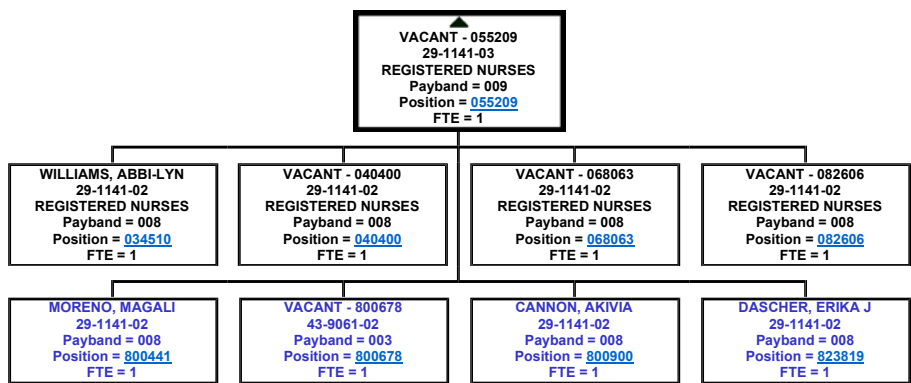 VACANT - 055209
29-1141-03
REGISTERED NURSES
Payband = 009
Position = 055209
FTE = 1
WILLIAMS, ABBI-LYN
29-1141-02
REGISTERED NURSES
Payband = 008
Position = 034510
FTE = 1
VACANT - 040400
29-1141-02
REGISTERED NURSES
Payband = 008
Position = 040400
FTE = 1
VACANT - 068063
29-1141-02
REGISTERED NURSES
Payband = 008
Position = 068063
FTE = 1
VACANT - 082606
29-1141-02
REGISTERED NURSES
Payband = 008
Position = 082606
FTE = 1
MORENO, MAGALI
29-1141-02
Payband = 008
Position = 800441
FTE = 1
VACANT - 800678
43-9061-02
Payband = 003
Position = 800678
FTE = 1
CANNON, AKIVIA
29-1141-02
Payband = 008
Position = 800900
FTE = 1
DASCHER, ERIKA J
29-1141-02
Payband = 008
Position = 823819
FTE = 1